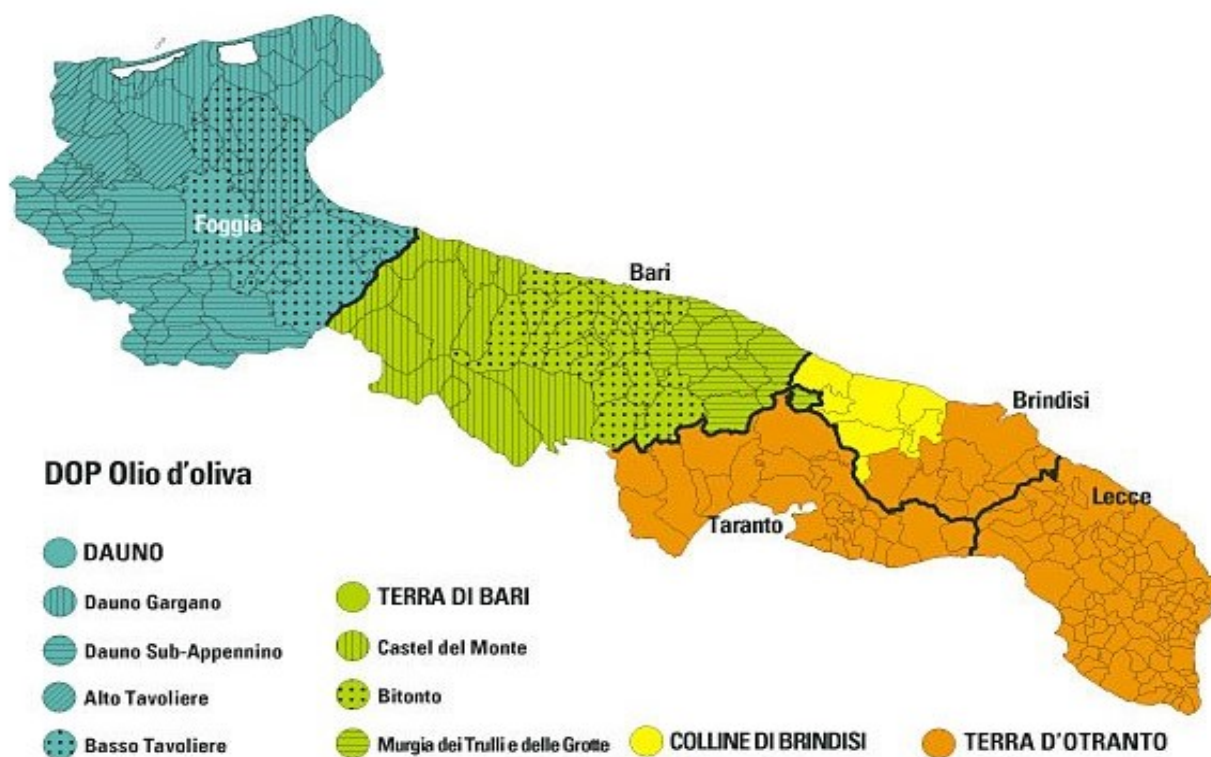 Foggia
Bari
Brindisi
Lecce
Taranto
DOP Olio d'oliva
DAUNO
Dauno Gargano
Dauno Sub-Appennino
Alto Tavoliere
Basso Tavoliere
TERRA DI BARI
Castel del Monte
Bitonto
Murgia dei Trulli e delle Grotte
COLLINE DI BRINDISI
TERRA D'OTRANTO